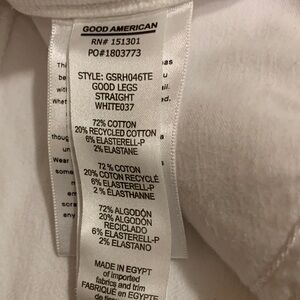 GOOD AMERICAN
RN# 151301
PO#1803773
STYLE: GSRH046TE
GOOD LEGS
STRAIGHT
WHITE037
72% COTTON
20% RECYCLED COTTON
6% ELASTERELL-P
2% ELASTANE
72% COTON
20% COTON RECYCLÉ
6% ELASTERELL-P
2% ÉLASTHANNE
72% ALGODÓN
20% ALGODÓN
RECICLADO
6% ELASTERELL-P
2% ELASTANO
MADE IN EGYPT
of imported
fabrics and trim
FABRIQUÉ EN EGYPTE